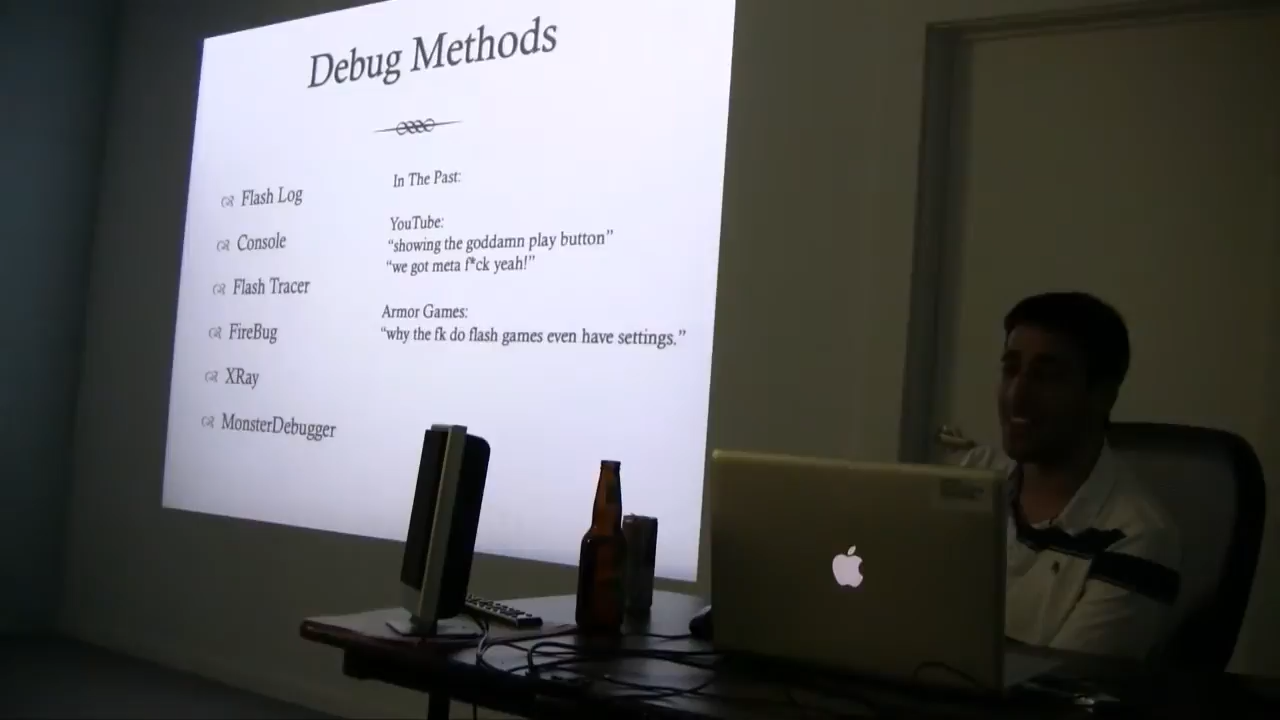 Debug Methods
Flash Log
Console
Flash Tracer
FireBug
XRay
MonsterDebugger
In The Past:
YouTube:
“showing the goddamn play button”
“we got meta f*ck yeah!”
Armor Games:
“why the fk do flash games even have settings.”